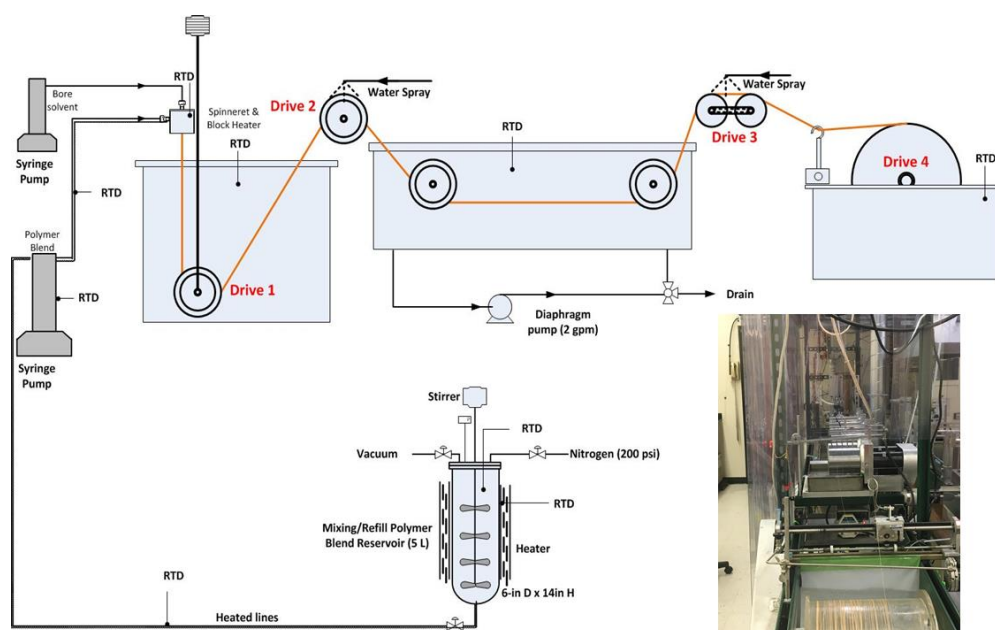 RTD
Bore
solvent
Spinneret &
Block Heater
Syringe
Pump
RTD
RTD
Polymer
Blend
RTD
Syringe
Pump
Drive 1
Drive 2
Water Spray
RTD
Water Spray
Drive 3
Drive 4
RTD
Diaphragm
pump (2 gpm)
Drain
Stirrer
RTD
Vacuum
Nitrogen (200 psi)
RTD
Mixing/Refill Polymer
Blend Reservoir (5 L)
Heater
6-in D x 14in H
RTD
Heated lines